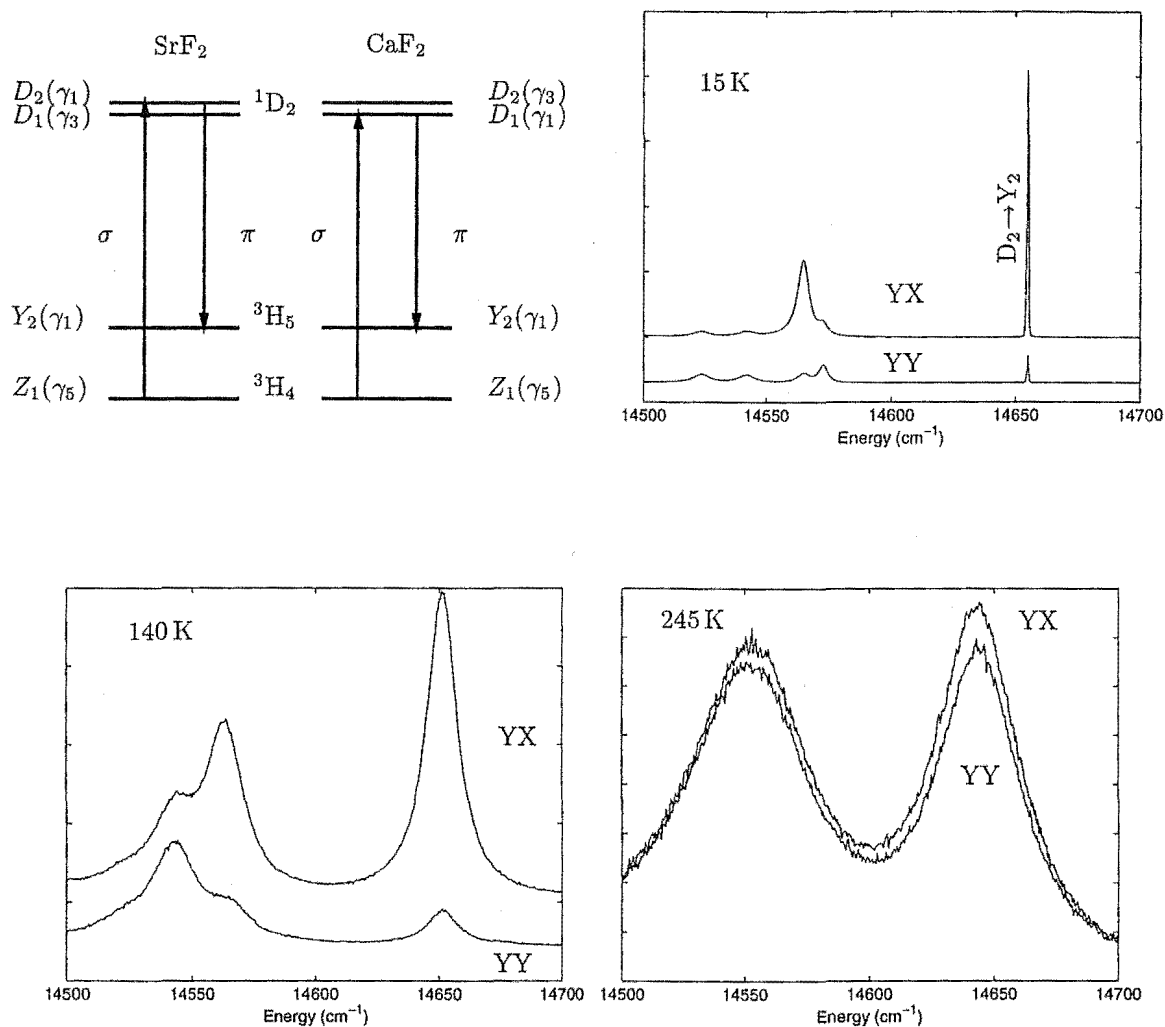 SrF₂ CaF₂
D₂(γ₁) ¹D₂ D₂(γ₃)
D₁(γ₃) D₁(γ₁)
σ π σ π
Y₂(γ₁) ³H₅ Y₂(γ₁)
Z₁(γ₅) ³H₄ Z₁(γ₅)
15 K
D₂→Y₂
YX
YY
14500 14550 14600 14650 14700
Energy (cm⁻¹)
140 K
YX
YY
14500 14550 14600 14650 14700
Energy (cm⁻¹)
245 K
YX
YY
14500 14550 14600 14650 14700
Energy (cm⁻¹)